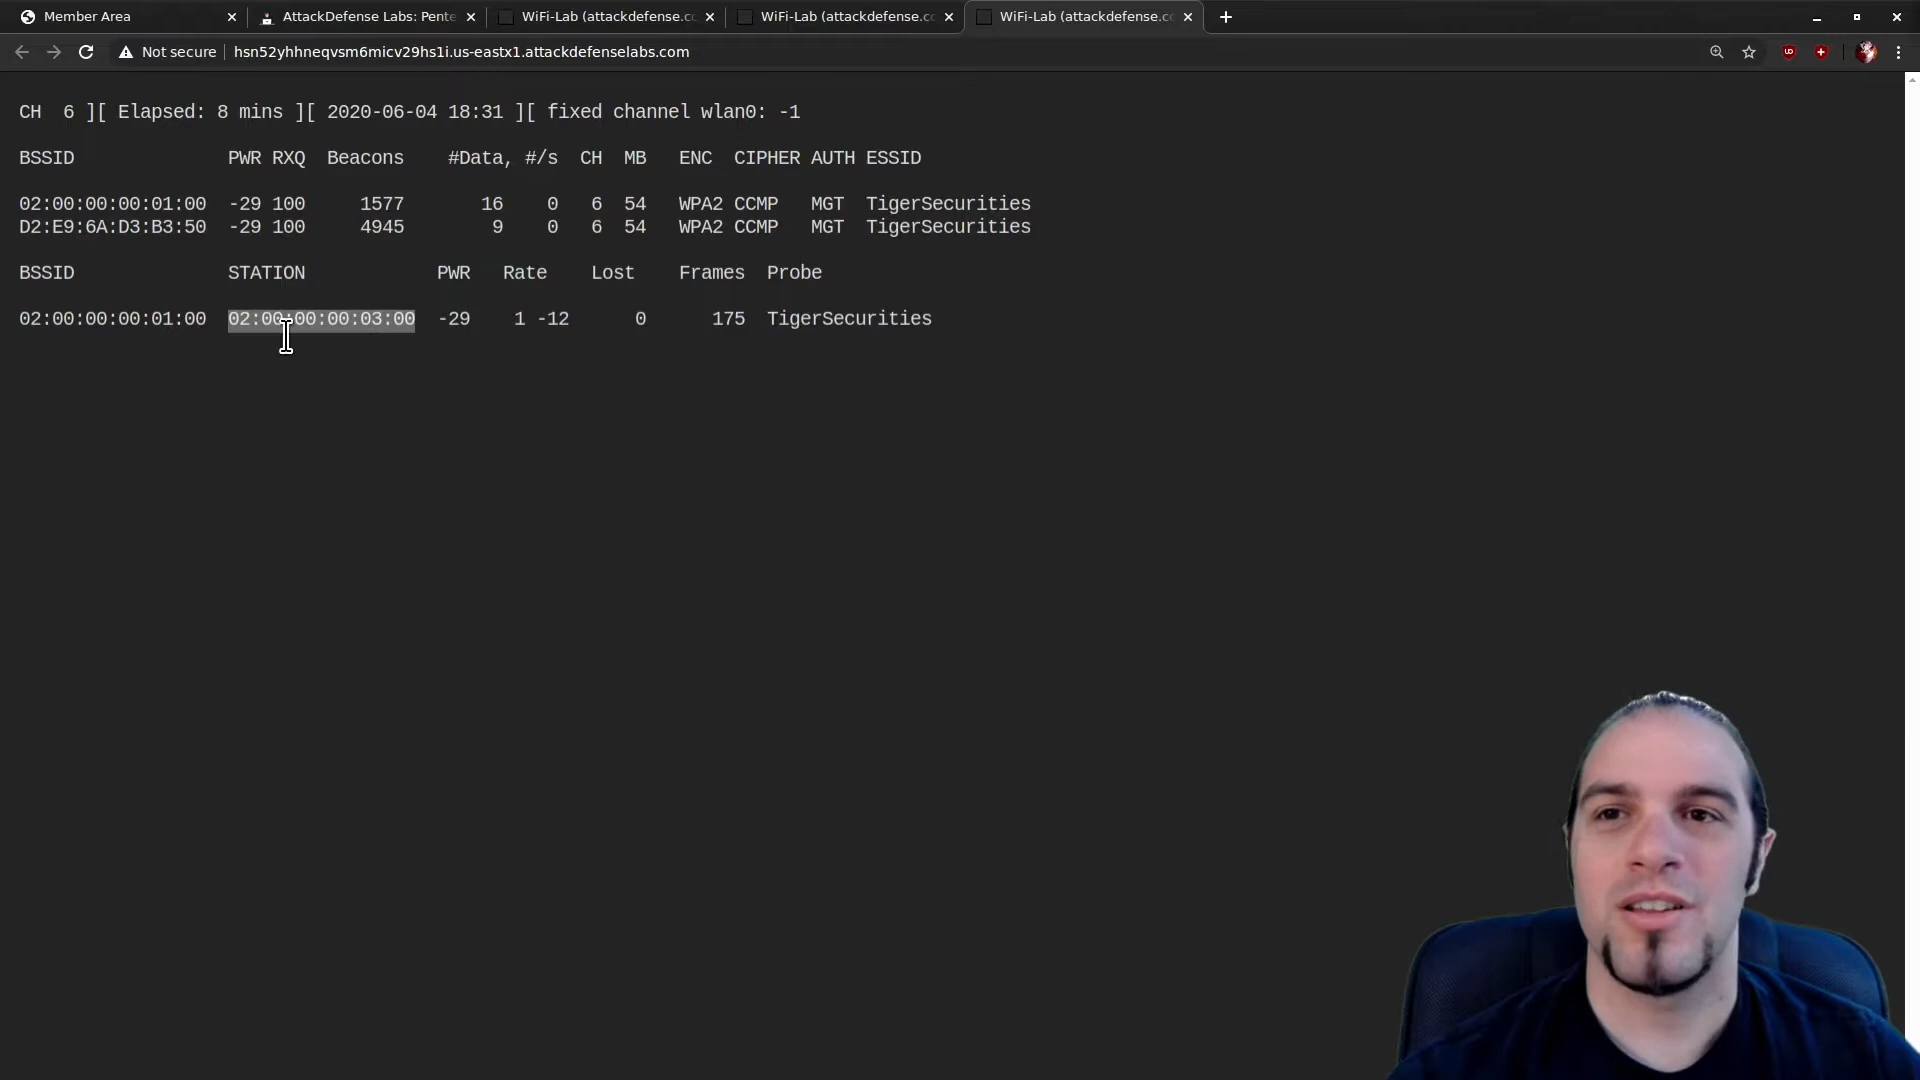 Member Area
AttackDefense Labs: Pente
WiFi-Lab (attackdefense.cc
WiFi-Lab (attackdefense.cc
WiFi-Lab (attackdefense.cc
Not secure hsn52yhhneqvsm6micv29hs1i.us-eastx1.attackdefenselabs.com
CH 6 ][ Elapsed: 8 mins ][ 2020-06-04 18:31 ][ fixed channel wlan0: -1
BSSID PWR RXQ Beacons #Data, #/s CH MB ENC CIPHER AUTH ESSID
02:00:00:00:01:00 -29 100 1577 16 0 6 54 WPA2 CCMP MGT TigerSecurities
D2:E9:6A:D3:B3:50 -29 100 4945 9 0 6 54 WPA2 CCMP MGT TigerSecurities
BSSID STATION PWR Rate Lost Frames Probe
02:00:00:00:01:00 02:00:00:00:03:00 -29 1 -12 0 175 TigerSecurities